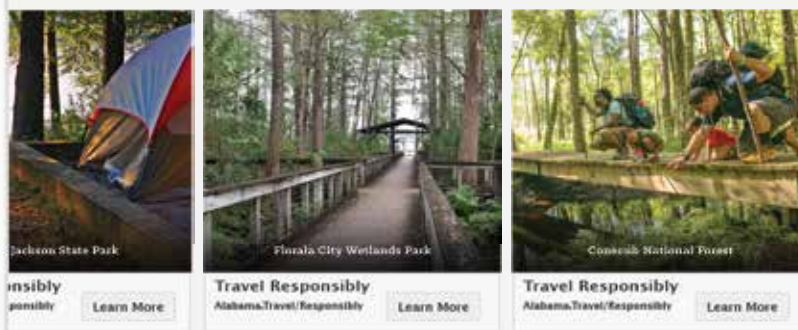 Jackson State Park
nsibly
ponsibly
Learn More
Florala City Wetlands Park
Travel Responsibly
Alabama.Travel/Responsibly
Learn More
Conecuh National Forest
Travel Responsibly
Alabama.Travel/Responsibly
Learn More